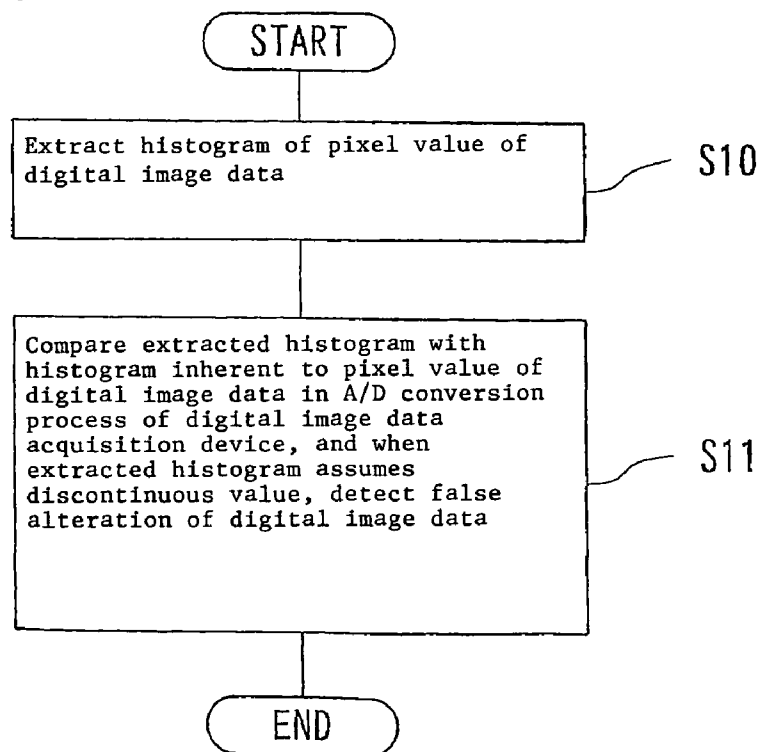 START
Extract histogram of pixel value of
digital image data
S10
Compare extracted histogram with
histogram inherent to pixel value of
digital image data in A/D conversion
process of digital image data
acquisition device, and when
extracted histogram assumes
discontinuous value, detect false
alteration of digital image data
S11
END